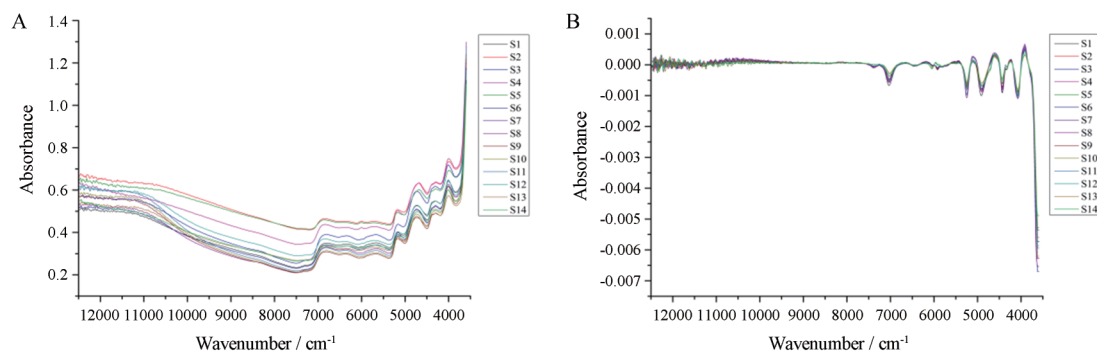 A
1.4
1.2
1.0
0.8
0.6
0.4
0.2
Absorbance
12000 11000 10000 9000 8000 7000 6000 5000 4000
Wavenumber / cm-1
S1
S2
S3
S4
S5
S6
S7
S8
S9
S10
S11
S12
S13
S14
B
0.001
0.000
-0.001
-0.002
-0.003
-0.004
-0.005
-0.006
-0.007
Absorbance
12000 11000 10000 9000 8000 7000 6000 5000 4000
Wavenumber / cm-1
S1
S2
S3
S4
S5
S6
S7
S8
S9
S10
S11
S12
S13
S14